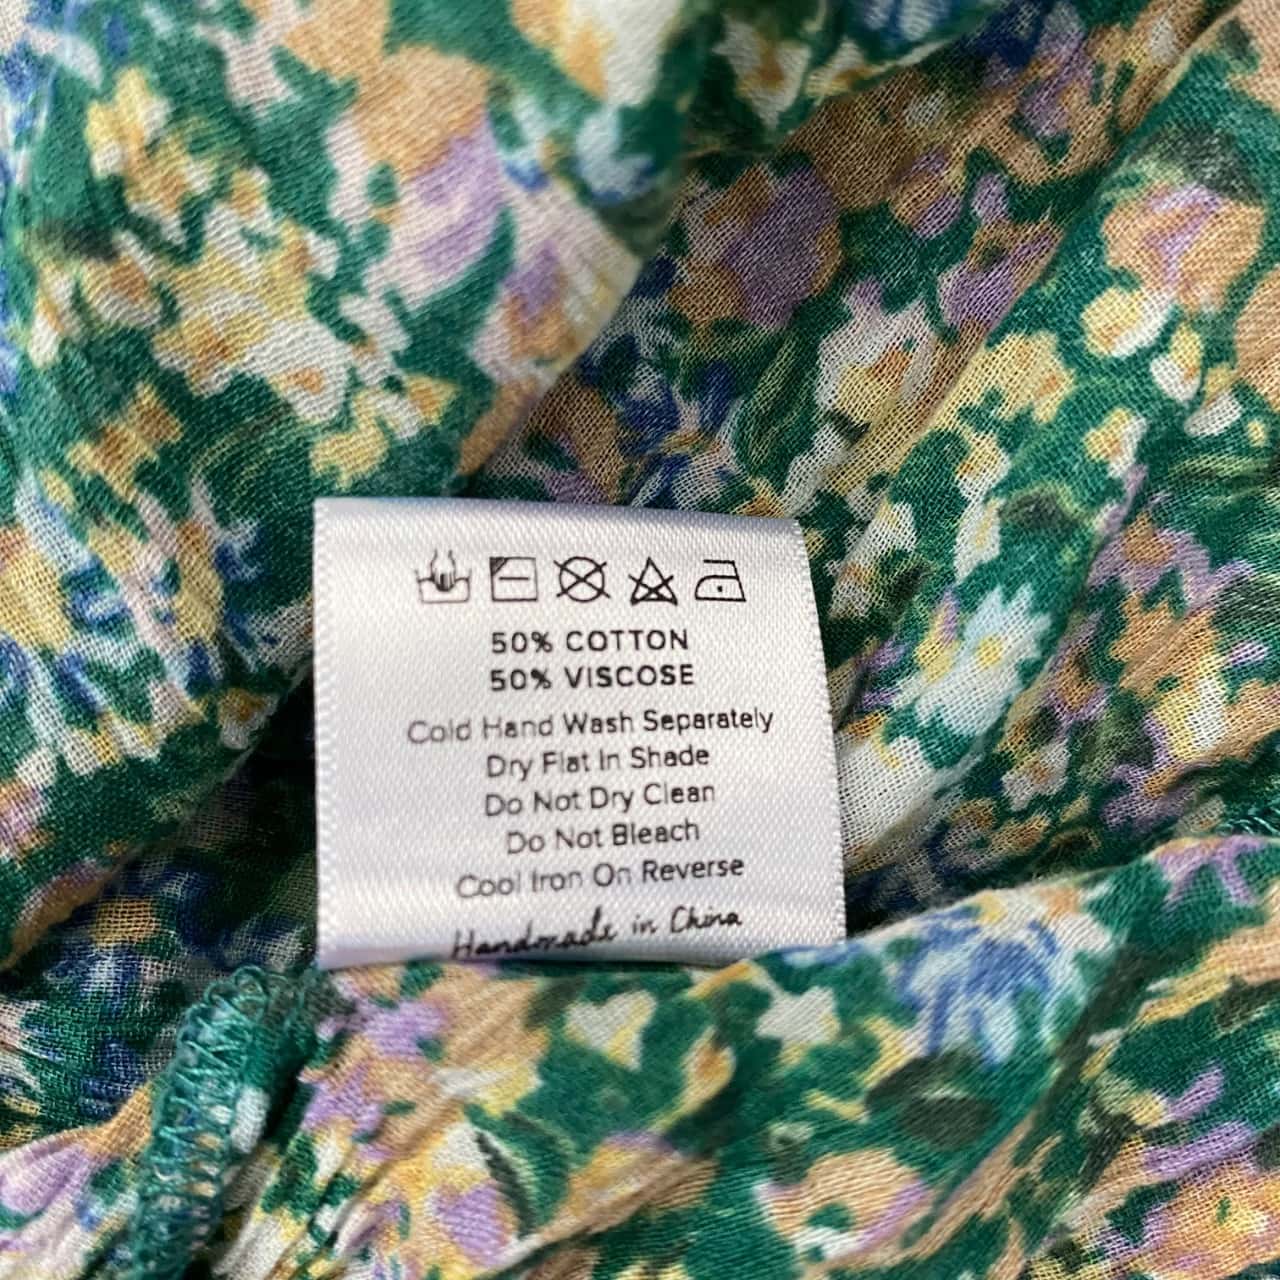 50% COTTON
50% VISCOSE
Cold Hand Wash Separately
Dry Flat In Shade
Do Not Dry Clean
Do Not Bleach
Cool Iron On Reverse
Handmade in China